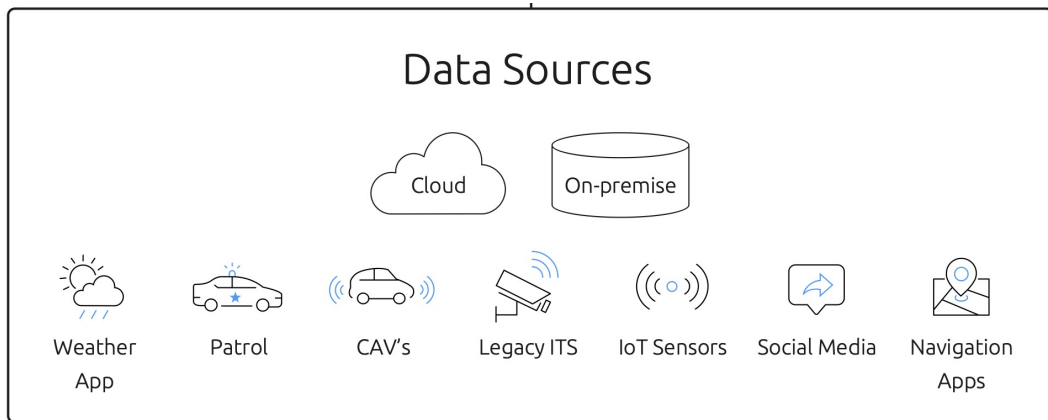 Data Sources
Cloud
On-premise
Weather
App
Patrol
CAV's
Legacy ITS
IoT Sensors
Social Media
Navigation
Apps